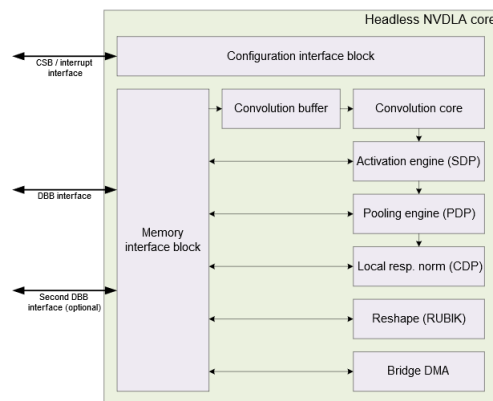 Headless NVDLA core
CSB / interrupt
interface
Configuration interface block
Convolution buffer
Convolution core
Activation engine (SDP)
DBB interface
Pooling engine (PDP)
Memory
interface block
Local resp. norm (CDP)
Second DBB
interface (optional)
Reshape (RUBIK)
Bridge DMA